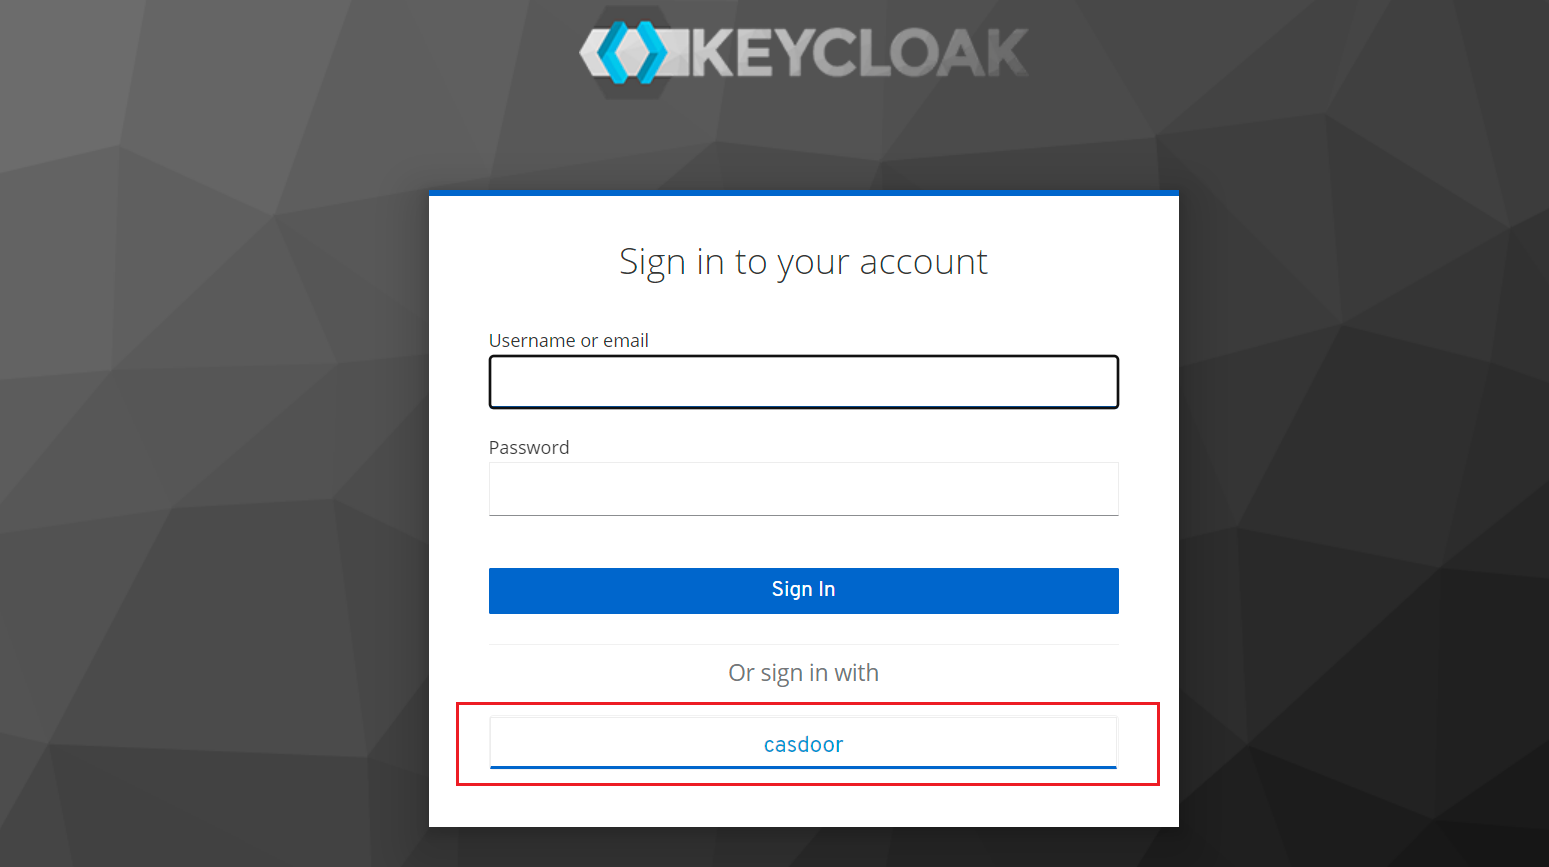 KEYCLOAK
Sign in to your account
Username or email
Password
Sign In
Or sign in with
casdoor